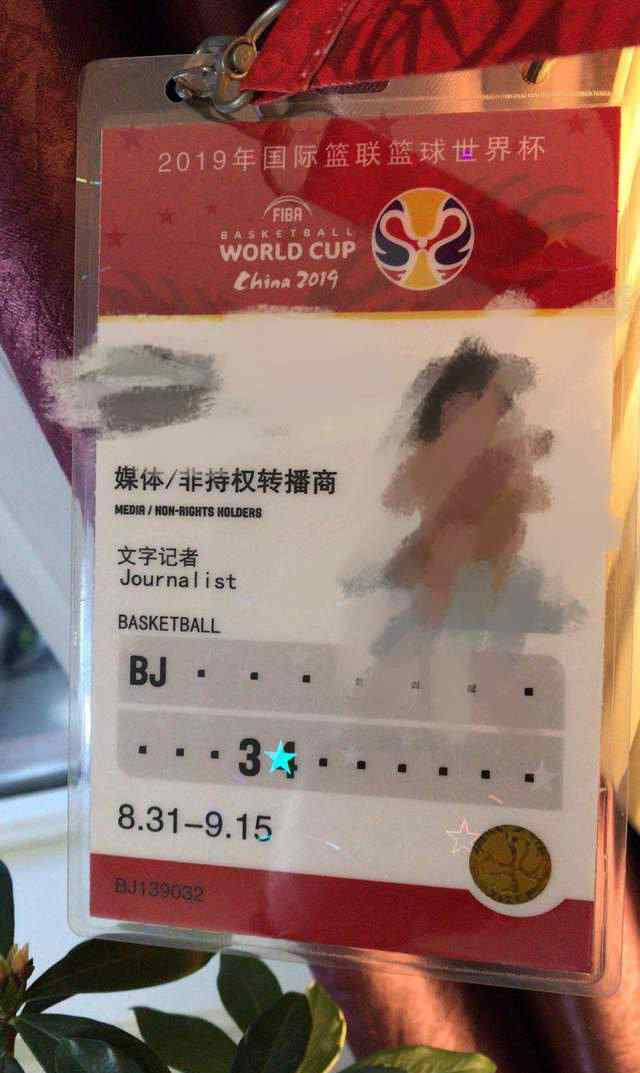 2019年国际篮联篮球世界杯
FIBA
BASKETBALL
WORLD CUP
China 2019
媒体/非持权转播商
MEDIA / NON-RIGHTS HOLDERS
文字记者
Journalist
BASKETBALL
BJ
3 4
8.31-9.15
BJ139032